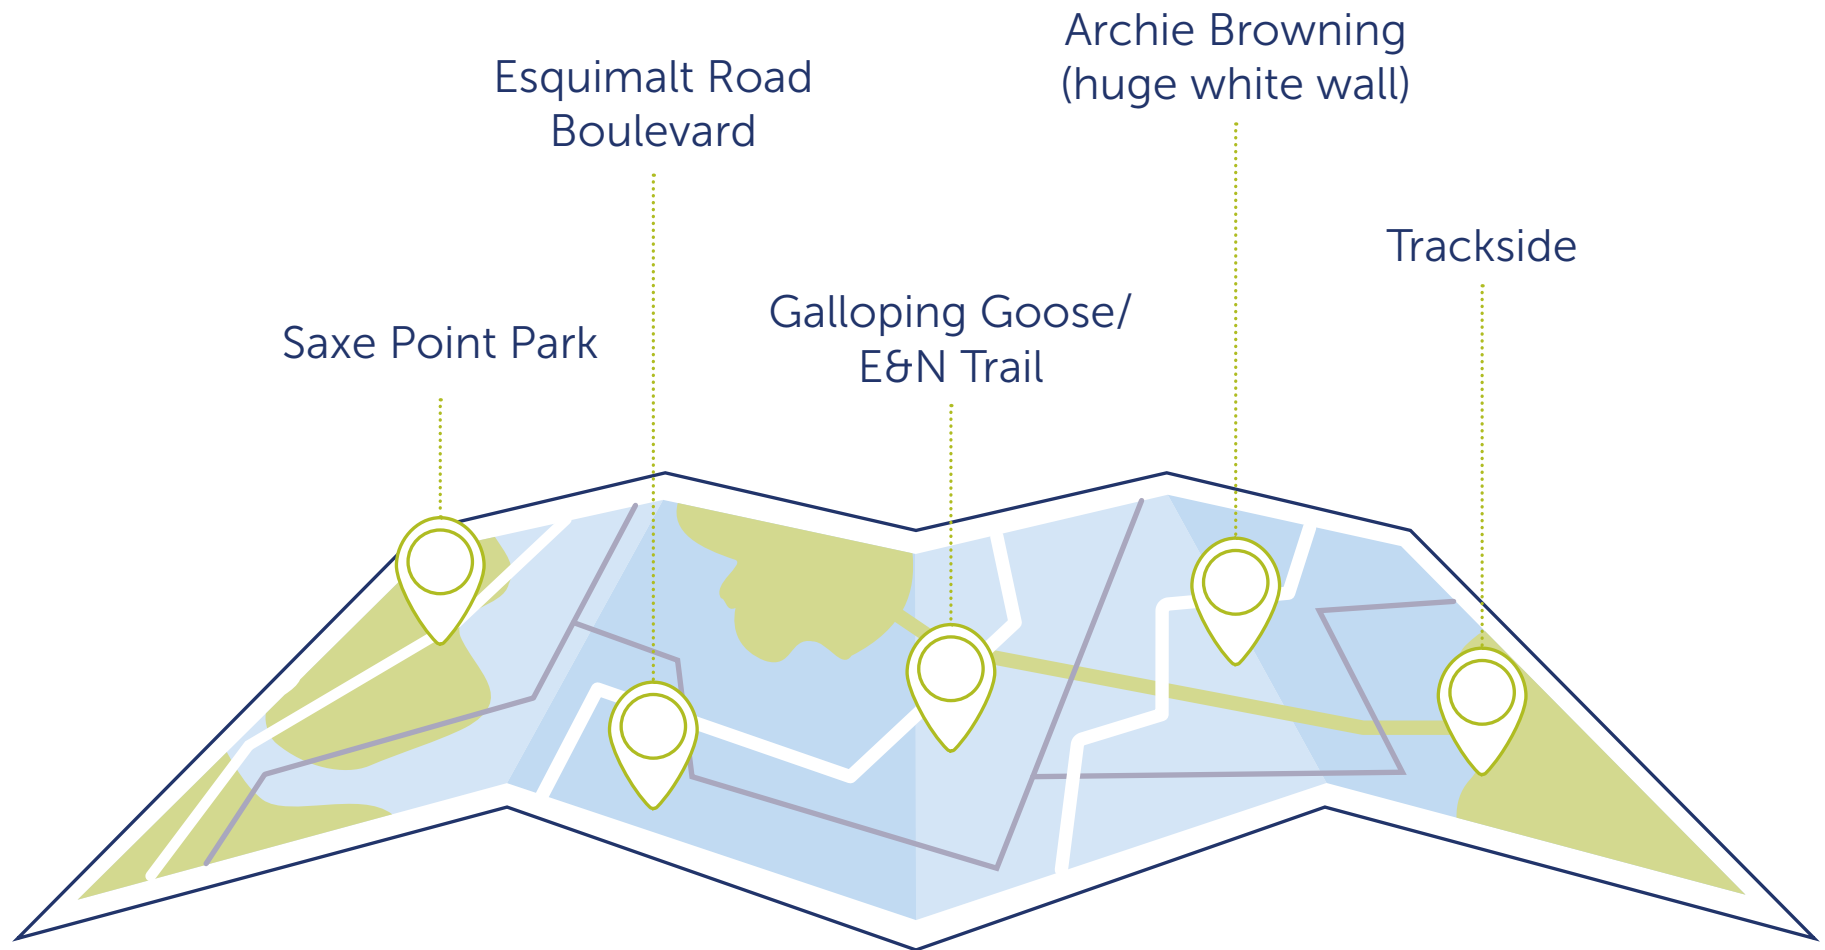 Archie Browning
(huge white wall)
Esquimalt Road
Boulevard
Trackside
Galloping Goose/
E&N Trail
Saxe Point Park